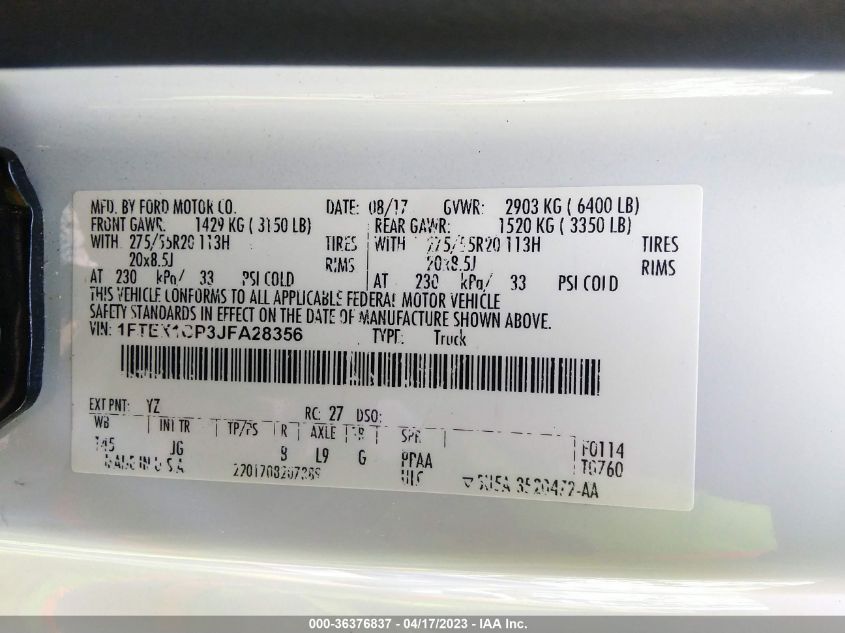 MFD. BY FORD MOTOR CO. DATE: 08/17 GVWR: 2903 KG ( 6400 LB)
FRONT GAWR: 1429 KG ( 3150 LB) REAR GAWR: 1520 KG ( 3350 LB)
WITH 275/55R20 113H TIRES WITH 275/55R20 113H TIRES
20x8.5J RIMS 20x8.5J RIMS
AT 230 kPa/ 33 PSI COLD AT 230 kPa/ 33 PSI COLD
THIS VEHICLE CONFORMS TO ALL APPLICABLE FEDERAL MOTOR VEHICLE
SAFETY STANDARDS IN EFFECT ON THE DATE OF MANUFACTURE SHOWN ABOVE.
VIN: 1FTEX1CP3JFA28356 TYPE: Truck
EXT PNT: YZ RC: 27 DSO:
WB INT TR TP/PS R AXLE TR SPR F0114
145 JG 8 L9 G PPAA T0760
MADE IN U S A ULC
000-36376837 - 04/17/2023 - IAA Inc.